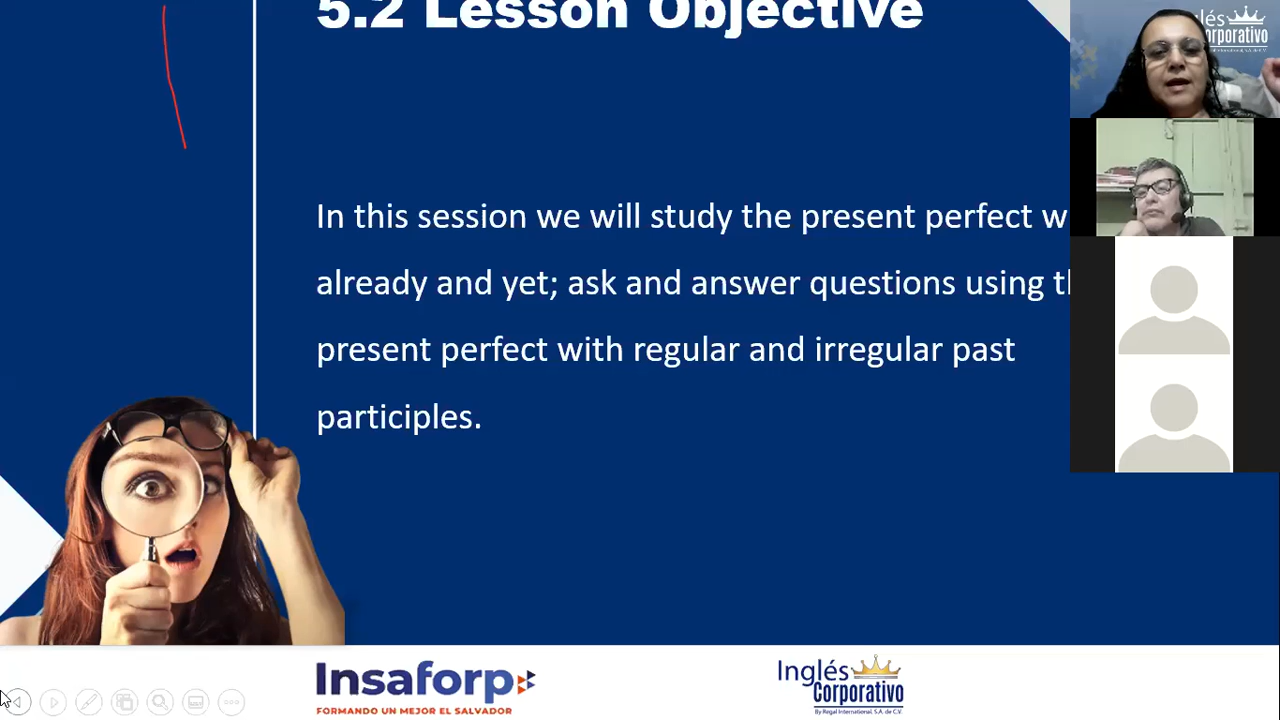 5.2 Lesson Objective
In this session we will study the present perfect
already and yet; ask and answer questions using
present perfect with regular and irregular past
participles.
Insaforp
FORMANDO UN MEJOR EL SALVADOR
Inglés
Corporativo
By Regal International, S.A. de C.V.